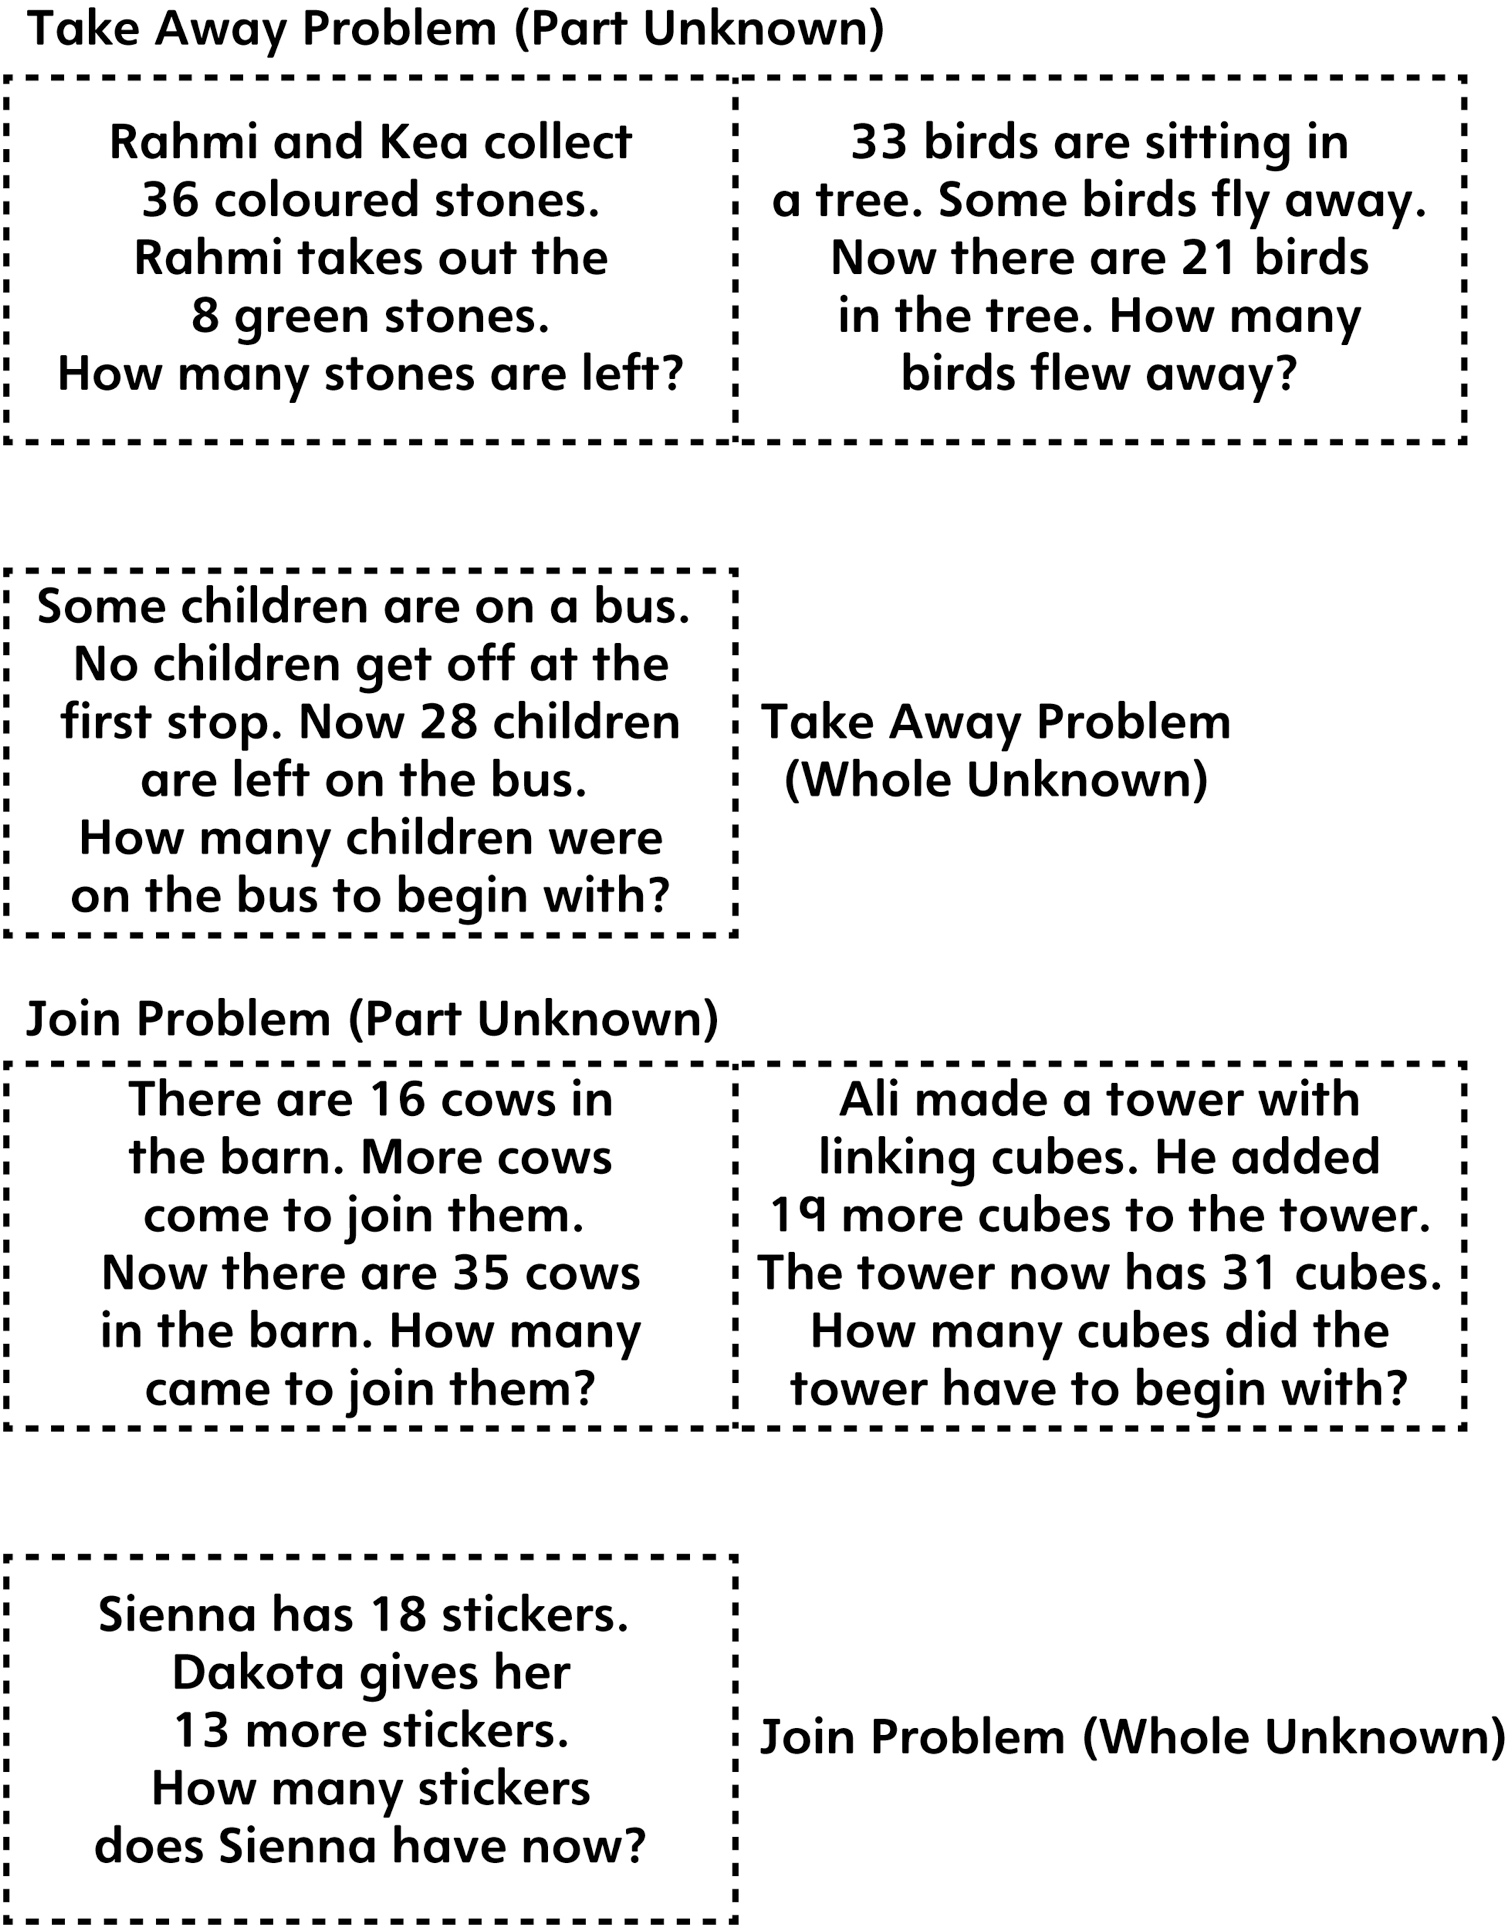 Take Away Problem (Part Unknown)
Rahmi and Kea collect
36 coloured stones.
Rahmi takes out the
8 green stones.
How many stones are left?
33 birds are sitting in
a tree. Some birds fly away.
Now there are 21 birds
in the tree. How many
birds flew away?
Some children are on a bus.
No children get off at the
first stop. Now 28 children
are left on the bus.
How many children were
on the bus to begin with?
Take Away Problem
(Whole Unknown)
Join Problem (Part Unknown)
There are 16 cows in
the barn. More cows
come to join them.
Now there are 35 cows
in the barn. How many
came to join them?
Ali made a tower with
linking cubes. He added
19 more cubes to the tower.
The tower now has 31 cubes.
How many cubes did the
tower have to begin with?
Sienna has 18 stickers.
Dakota gives her
13 more stickers.
How many stickers
does Sienna have now?
Join Problem (Whole Unknown)